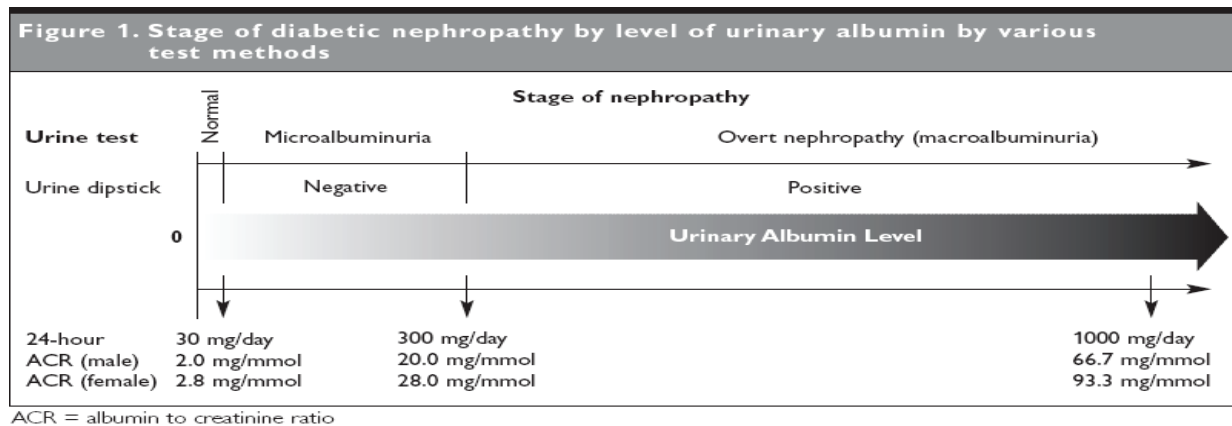 Figure 1. Stage of diabetic nephropathy by level of urinary albumin by various
test methods
Stage of nephropathy
Normal
Urine test Microalbuminuria Overt nephropathy (macroalbuminuria)
Urine dipstick Negative Positive
0 Urinary Albumin Level
24-hour 30 mg/day 300 mg/day 1000 mg/day
ACR (male) 2.0 mg/mmol 20.0 mg/mmol 66.7 mg/mmol
ACR (female) 2.8 mg/mmol 28.0 mg/mmol 93.3 mg/mmol
ACR = albumin to creatinine ratio